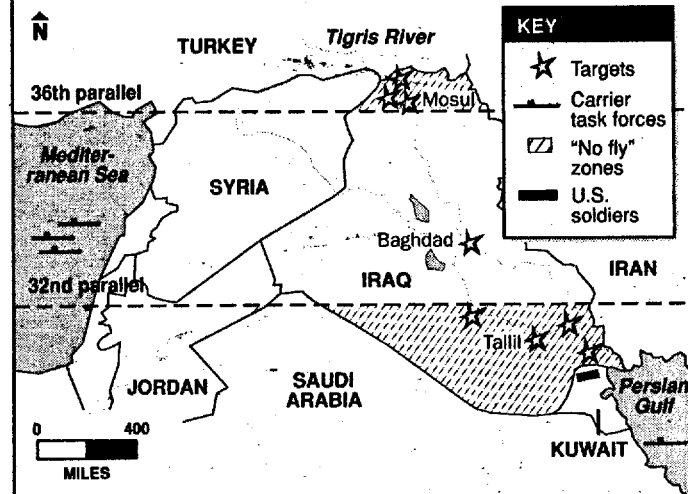 N
TURKEY
Tigris River
KEY
Targets
Carrier
task forces
"No fly"
zones
U.S.
soldiers
36th parallel
Mosul
Mediter-
ranean Sea
SYRIA
Baghdad
IRAQ
IRAN
32nd parallel
Tallil
JORDAN
SAUDI
ARABIA
Persian
Gulf
KUWAIT
0
400
MILES